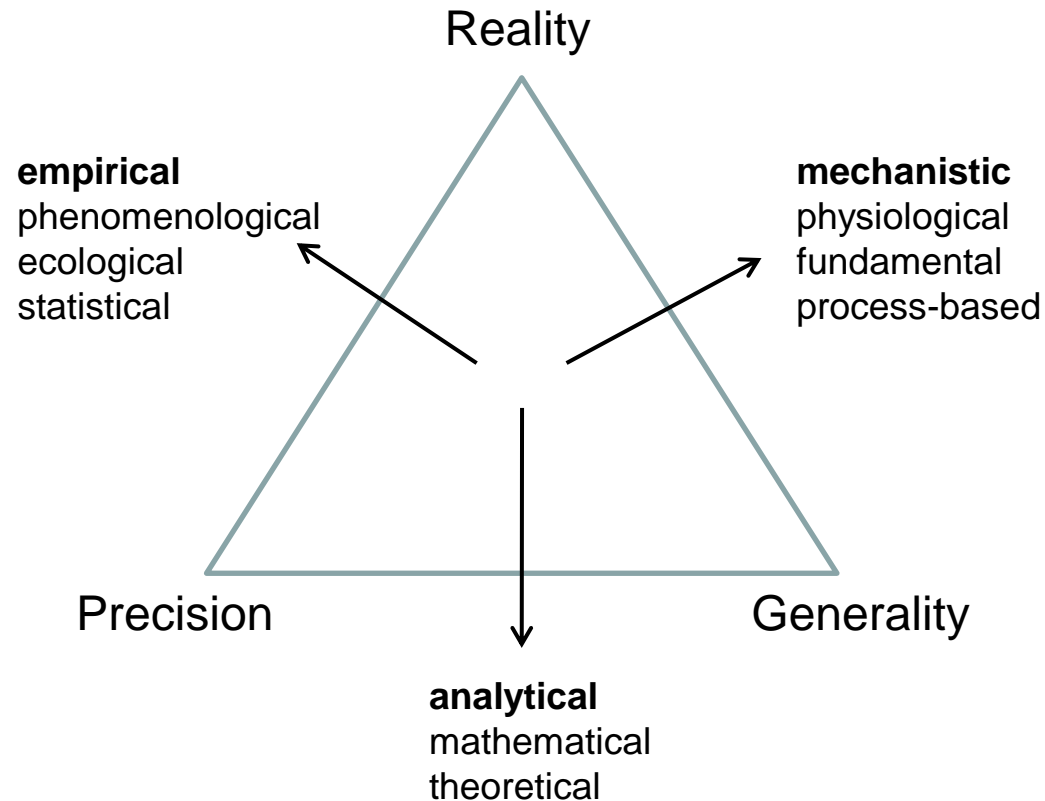 Reality
empirical
phenomenological
ecological
statistical
mechanistic
physiological
fundamental
process-based
Precision
Generality
analytical
mathematical
theoretical